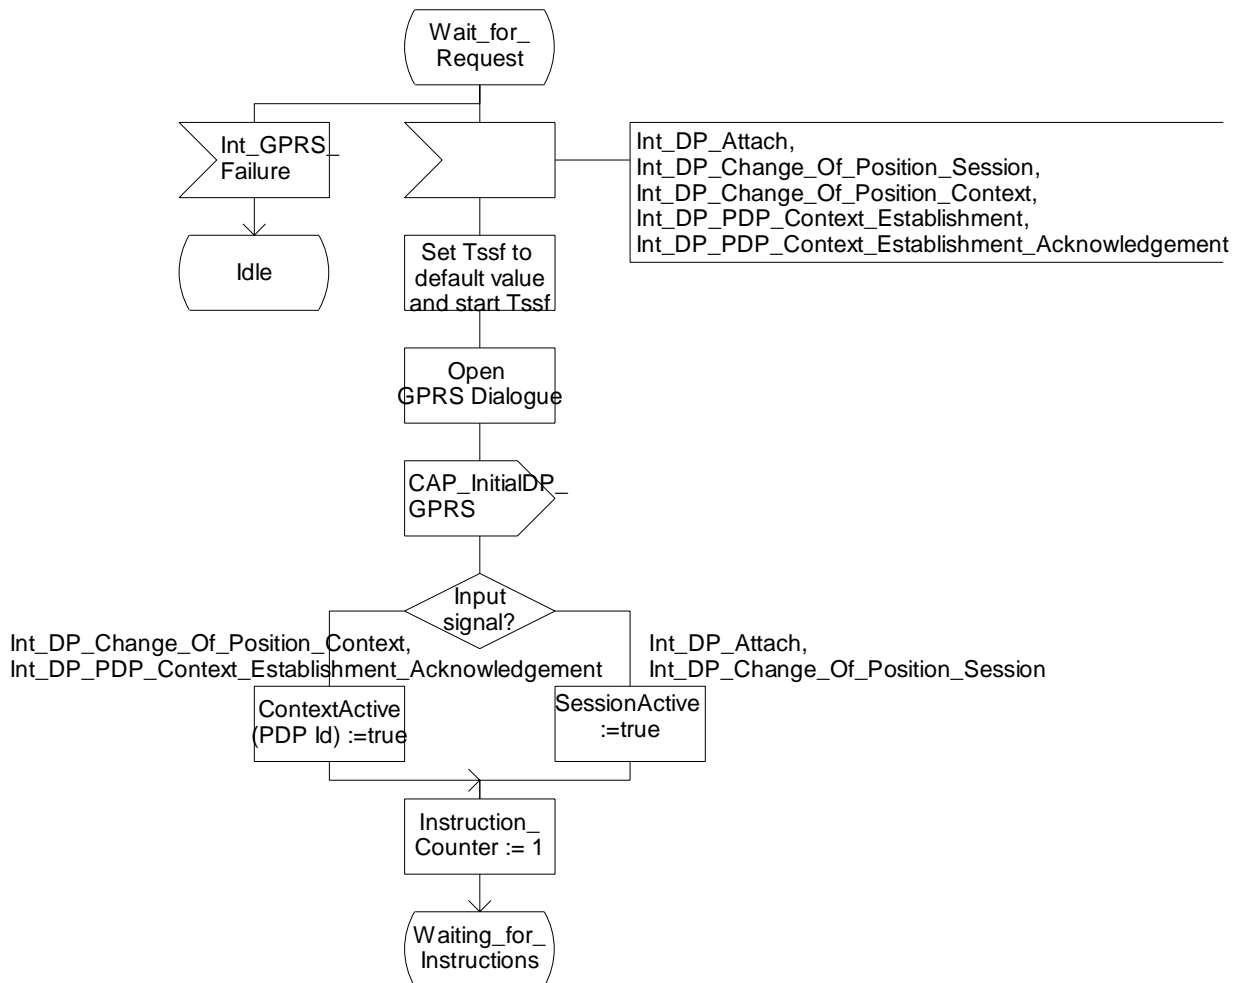 Wait_for_
Request
Int_GPRS_
Failure
Int_DP_Attach,
Int_DP_Change_Of_Position_Session,
Int_DP_Change_Of_Position_Context,
Int_DP_PDP_Context_Establishment,
Int_DP_PDP_Context_Establishment_Acknowledgement
Idle
Set Tssf to
default value
and start Tssf
Open
GPRS Dialogue
CAP_InitialDP_
GPRS
Input
signal?
Int_DP_Change_Of_Position_Context,
Int_DP_PDP_Context_Establishment_Acknowledgement
Int_DP_Attach,
Int_DP_Change_Of_Position_Session
ContextActive
(PDP Id) :=true
SessionActive
:=true
Instruction_
Counter := 1
Waiting_for_
Instructions